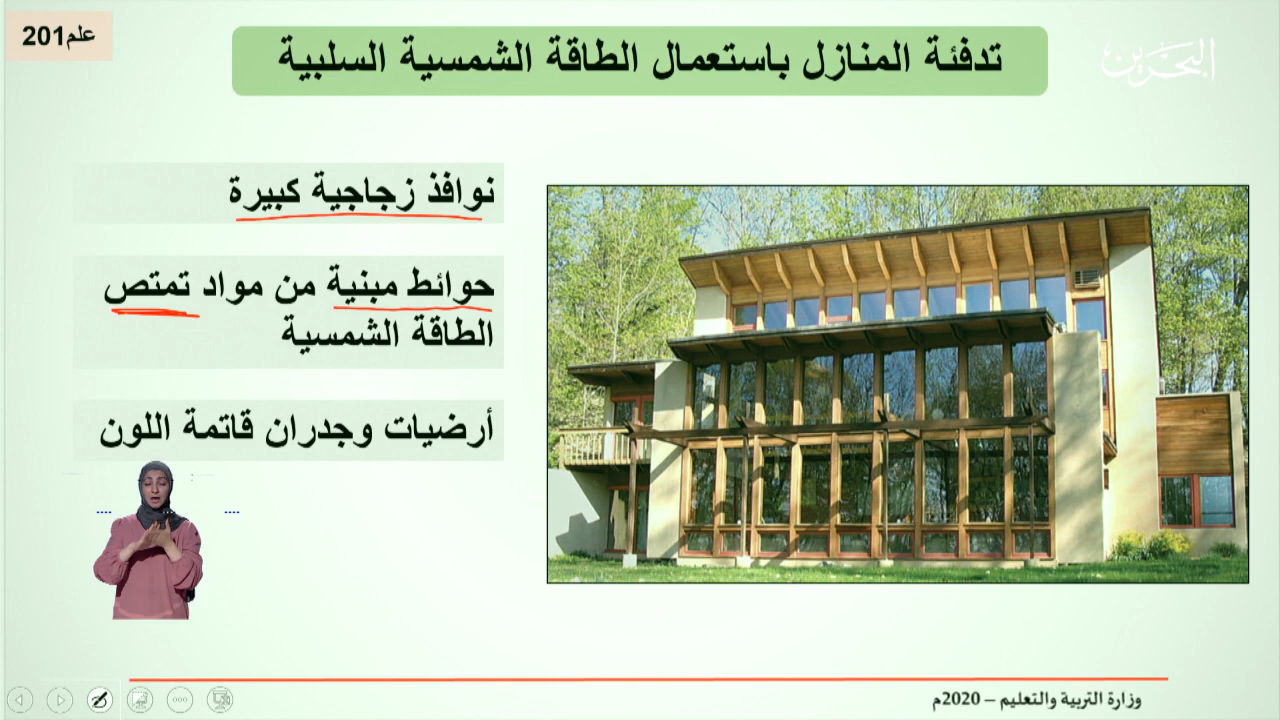 علم201
تدفئة المنازل باستعمال الطاقة الشمسية السلبية
البحرين
نوافذ زجاجية كبيرة
حوائط مبنية من مواد تمتص
الطاقة الشمسية
أرضيات وجدران قاتمة اللون
وزارة التربية والتعليم – 2020م